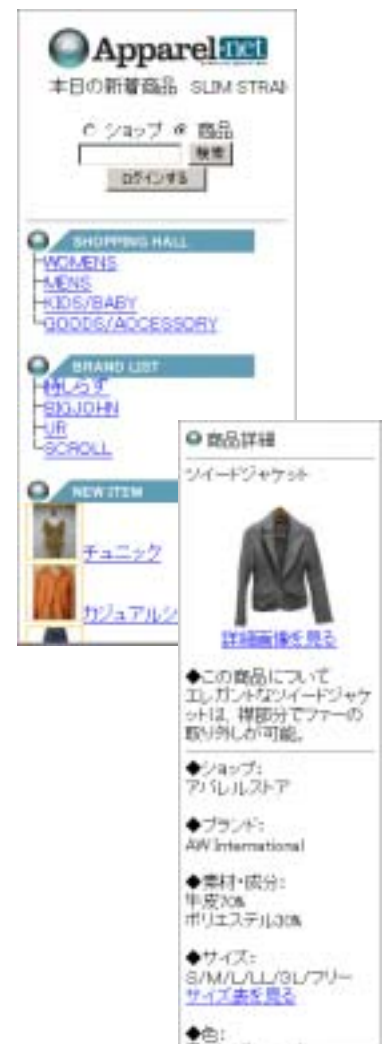 Apparel.net
本日の新着商品 SLIM STRA
ショップ 商品
検索
ログインする
SHOPPING HALL
WOMENS
MENS
KIDS/BABY
GOODS/ACCESSORY
BRAND LIST
時しらず
BIGJOHN
UR
SCROLL
NEW ITEM
チュニック
カジュアルシ
商品詳細
ツイードジャケット
詳細画像を見る
◆この商品について
エレガントなツイードジャケ
ットは、襟部分でファーの
取り外しが可能。
◆ショップ:
アパレルストア
◆ブランド:
AW International
◆素材・成分:
牛皮70%
ポリエステル30%
◆サイズ:
S/M/L/LL/3L/フリー
サイズ表を見る
◆色: